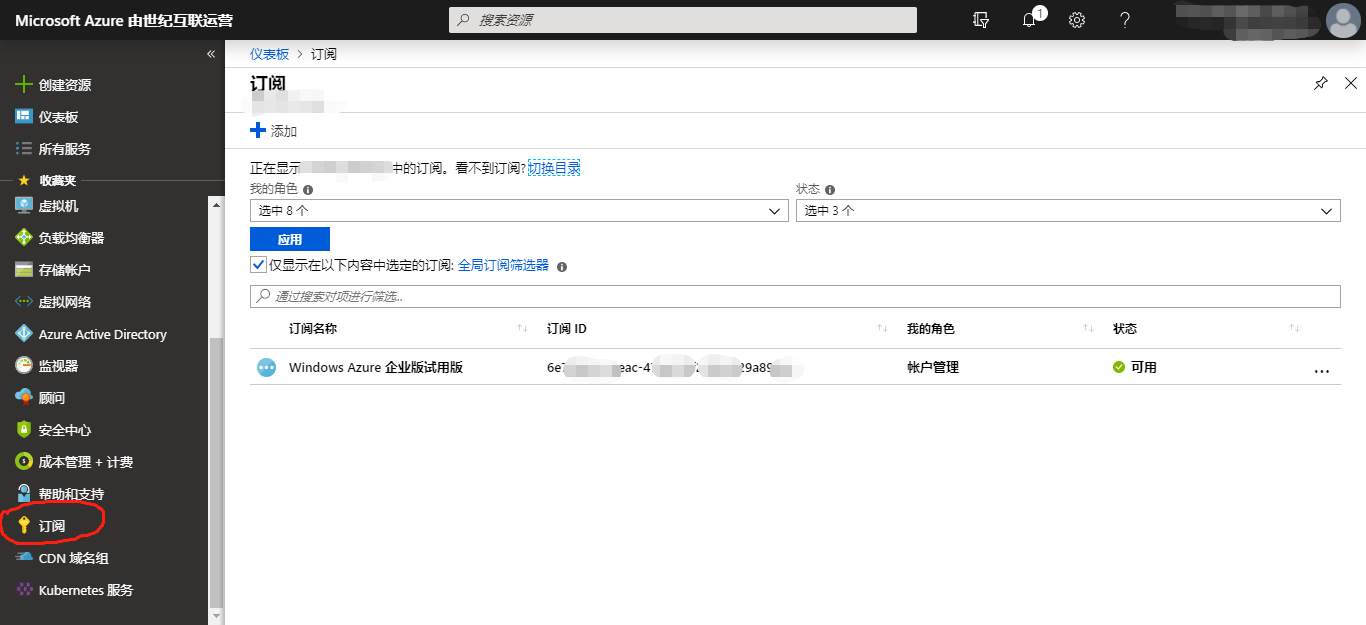 Microsoft Azure 由世纪互联运营
搜索资源
1
创建资源
仪表板
所有服务
收藏夹
虚拟机
负载均衡器
存储帐户
虚拟网络
Azure Active Directory
监视器
顾问
安全中心
成本管理 + 计费
帮助和支持
订阅
CDN 域名组
Kubernetes 服务
仪表板 > 订阅
订阅
添加
正在显示 中的订阅。看不到订阅? 切换目录
我的角色 状态
选中 8 个 选中 3 个
应用
仅显示在以下内容中选定的订阅: 全局订阅筛选器
通过搜索对项进行筛选...
订阅名称 订阅 ID 我的角色 状态
Windows Azure 企业版试用版 6e7 eac-4 29a89 帐户管理 可用 ...